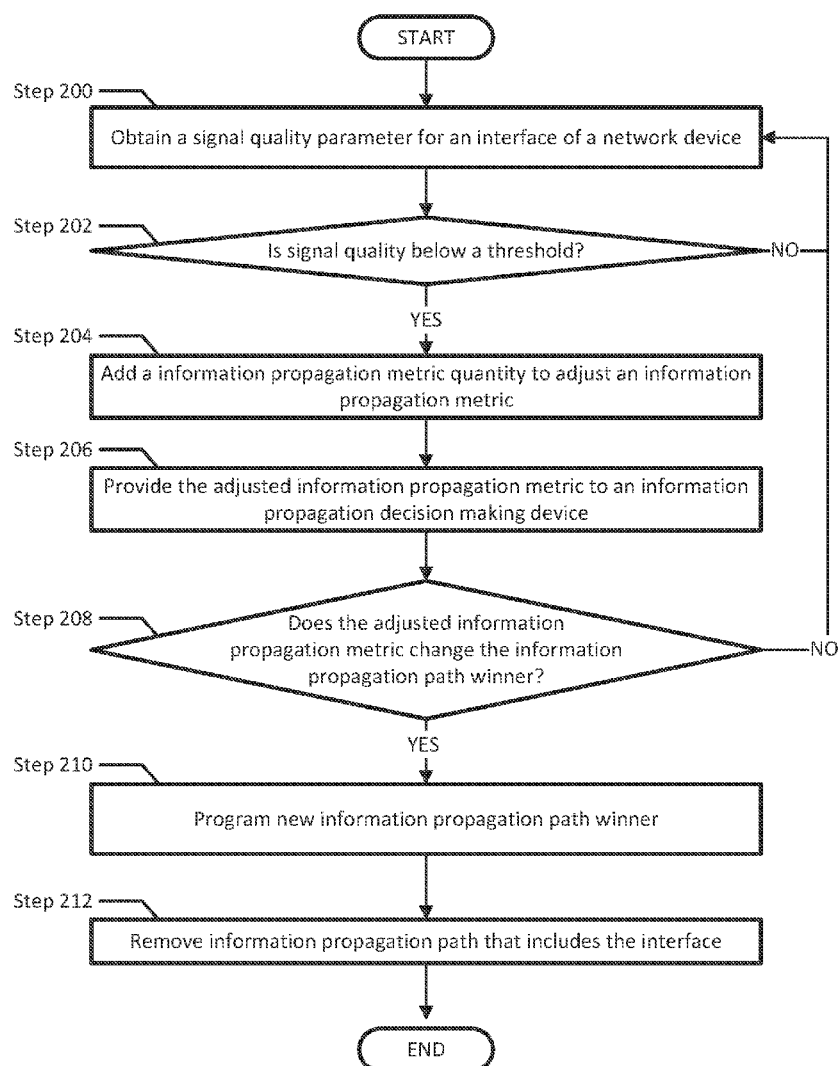 START
Step 200
Obtain a signal quality parameter for an interface of a network device
Step 202
Is signal quality below a threshold?
NO
YES
Step 204
Add a information propagation metric quantity to adjust an information
propagation metric
Step 206
Provide the adjusted information propagation metric to an information
propagation decision making device
Step 208
Does the adjusted information
propagation metric change the information
propagation path winner?
NO
YES
Step 210
Program new information propagation path winner
Step 212
Remove information propagation path that includes the interface
END